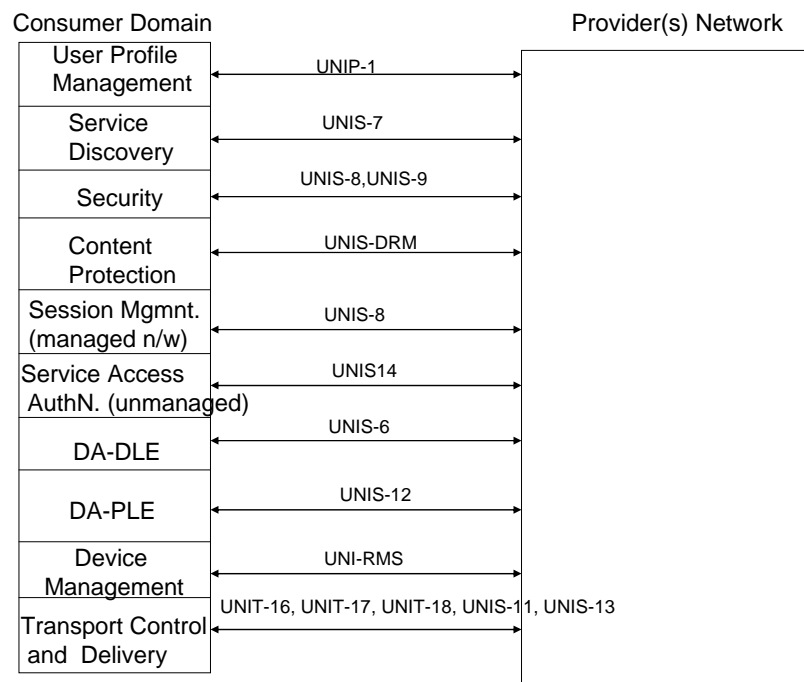 Consumer Domain
Provider(s) Network
User Profile
Management
UNIP-1
Service
Discovery
UNIS-7
Security
UNIS-8,UNIS-9
Content
Protection
UNIS-DRM
Session Mgmnt.
(managed n/w)
UNIS-8
Service Access
AuthN. (unmanaged)
UNIS14
DA-DLE
UNIS-6
DA-PLE
UNIS-12
Device
Management
UNI-RMS
Transport Control
and Delivery
UNIT-16, UNIT-17, UNIT-18, UNIS-11, UNIS-13